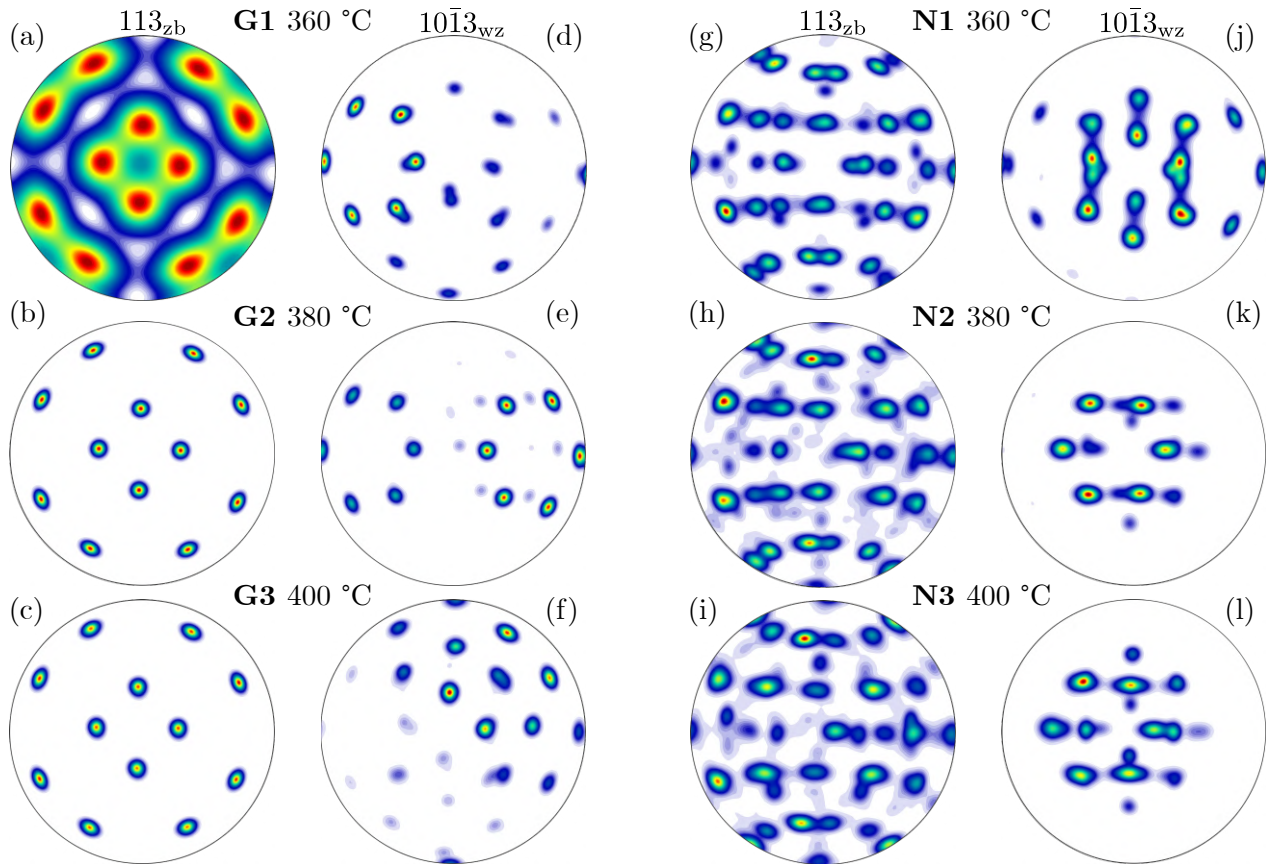 113zb G1 360 °C 101̄3wz 113zb N1 360 °C 101̄3wz
(a) (d) (g) (j)
(b) G2 380 °C (e) (h) N2 380 °C (k)
(c) G3 400 °C (f) (i) N3 400 °C (l)